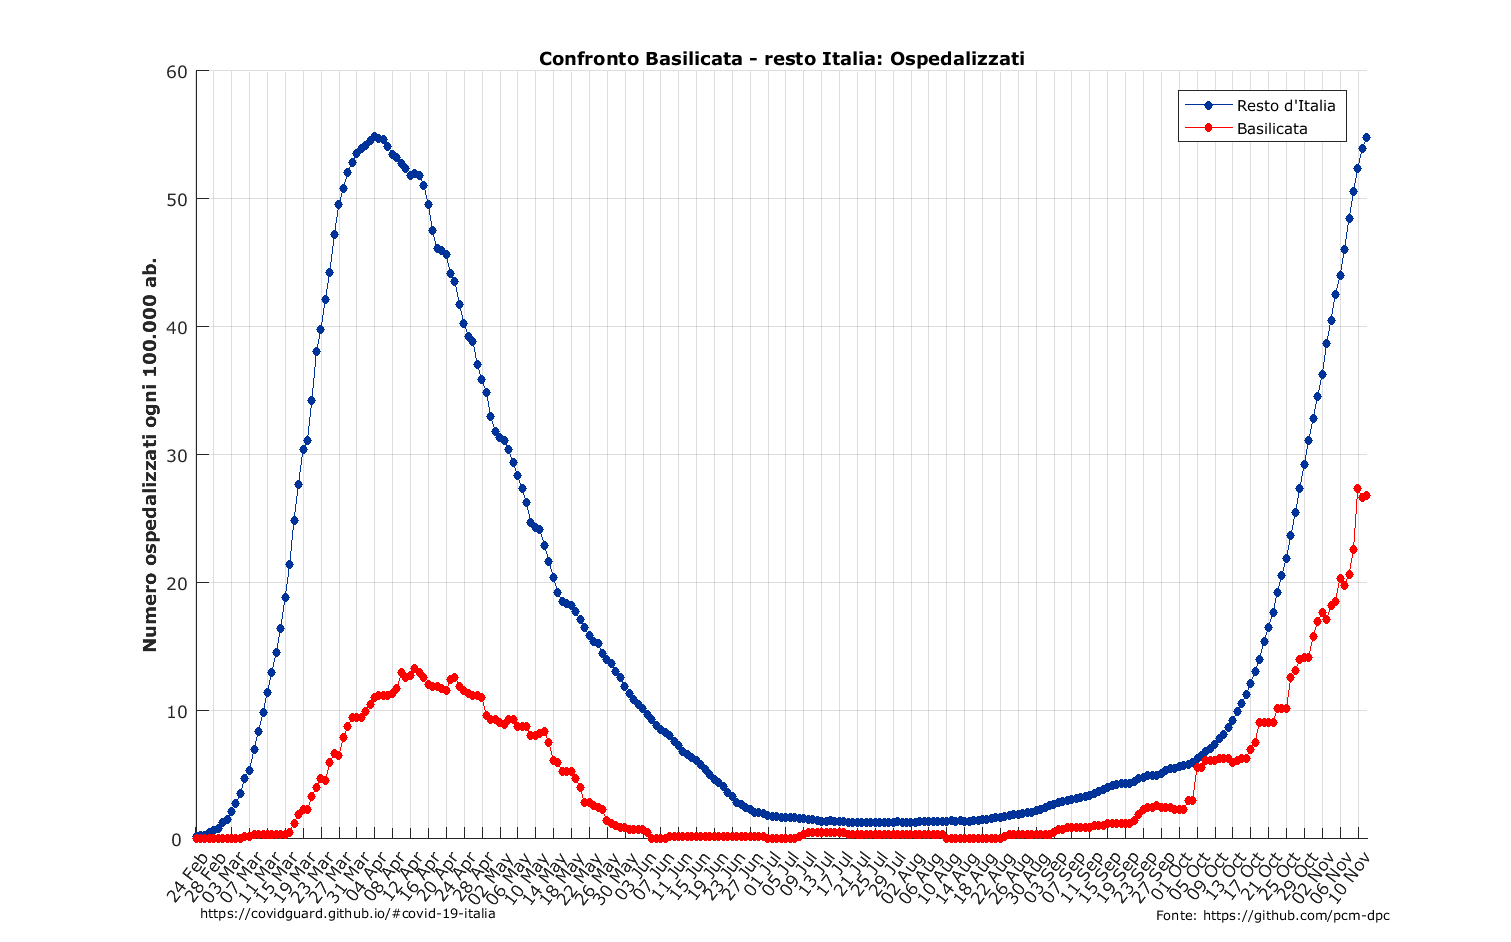 Confronto Basilicata - resto Italia: Ospedalizzati
Numero ospedalizzati ogni 100.000 ab.
60
50
40
30
20
10
0
Resto d'Italia
Basilicata
24 Feb
28 Feb
03 Mar
07 Mar
11 Mar
15 Mar
19 Mar
23 Mar
27 Mar
31 Mar
04 Apr
08 Apr
12 Apr
16 Apr
20 Apr
24 Apr
28 Apr
02 May
06 May
10 May
14 May
18 May
22 May
26 May
30 May
03 Jun
07 Jun
11 Jun
15 Jun
19 Jun
23 Jun
27 Jun
01 Jul
05 Jul
09 Jul
13 Jul
17 Jul
21 Jul
25 Jul
29 Jul
02 Aug
06 Aug
10 Aug
14 Aug
18 Aug
22 Aug
26 Aug
30 Aug
03 Sep
07 Sep
11 Sep
15 Sep
19 Sep
23 Sep
27 Sep
01 Oct
05 Oct
09 Oct
13 Oct
17 Oct
21 Oct
25 Oct
29 Oct
02 Nov
06 Nov
10 Nov
https://covidguard.github.io/#covid-19-italia
Fonte: https://github.com/pcm-dpc